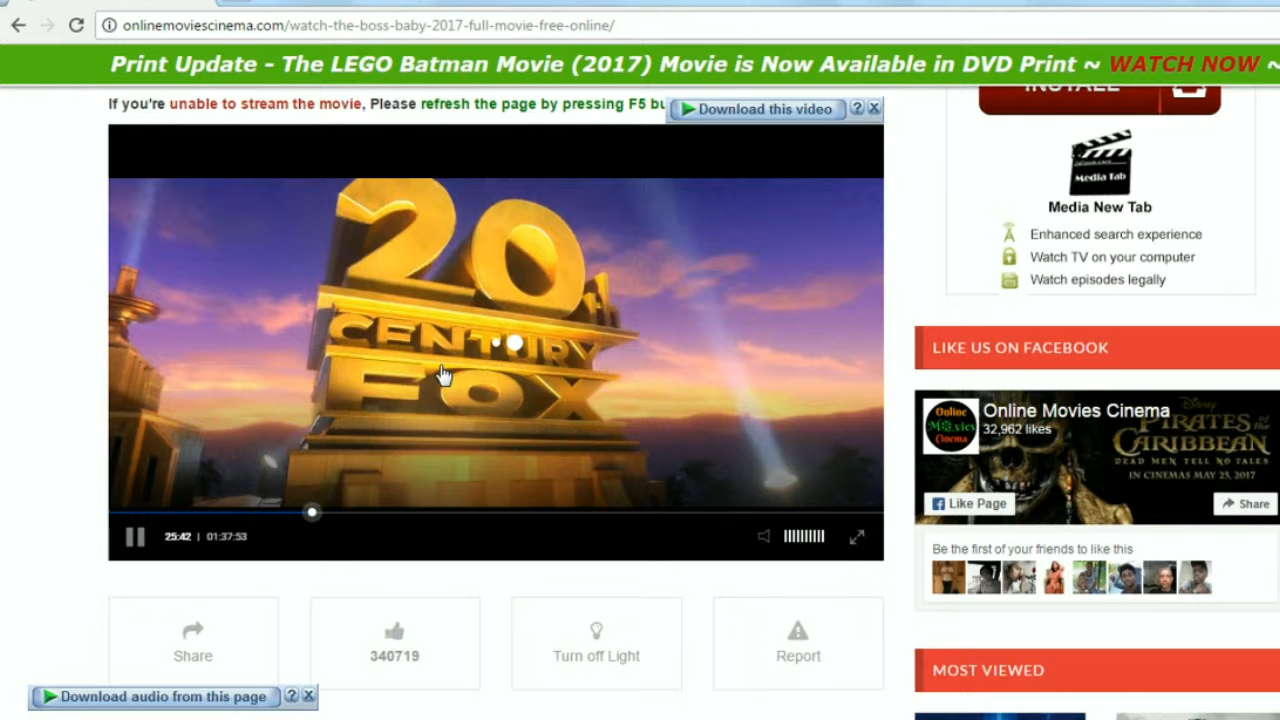 onlinemoviescinema.com/watch-the-boss-baby-2017-full-movie-free-online/
Print Update - The LEGO Batman Movie (2017) Movie is Now Available in DVD Print ~ WATCH NOW ~
If you're unable to stream the movie, Please refresh the page by pressing F5 bu
Download this video
? X
INSTALL
20th
CENTURY
FOX
Media Tab
Media New Tab
Enhanced search experience
Watch TV on your computer
Watch episodes legally
LIKE US ON FACEBOOK
Online Movies Cinema
Online Movies Cinema
32,962 likes
Disney
PIRATES of the
CARIBBEAN
DEAD MEN TELL NO TALES
IN CINEMAS MAY 25, 2017
Like Page
Share
Be the first of your friends to like this
25:42 | 01:37:53
Share
340719
Turn off Light
Report
MOST VIEWED
Download audio from this page
? X